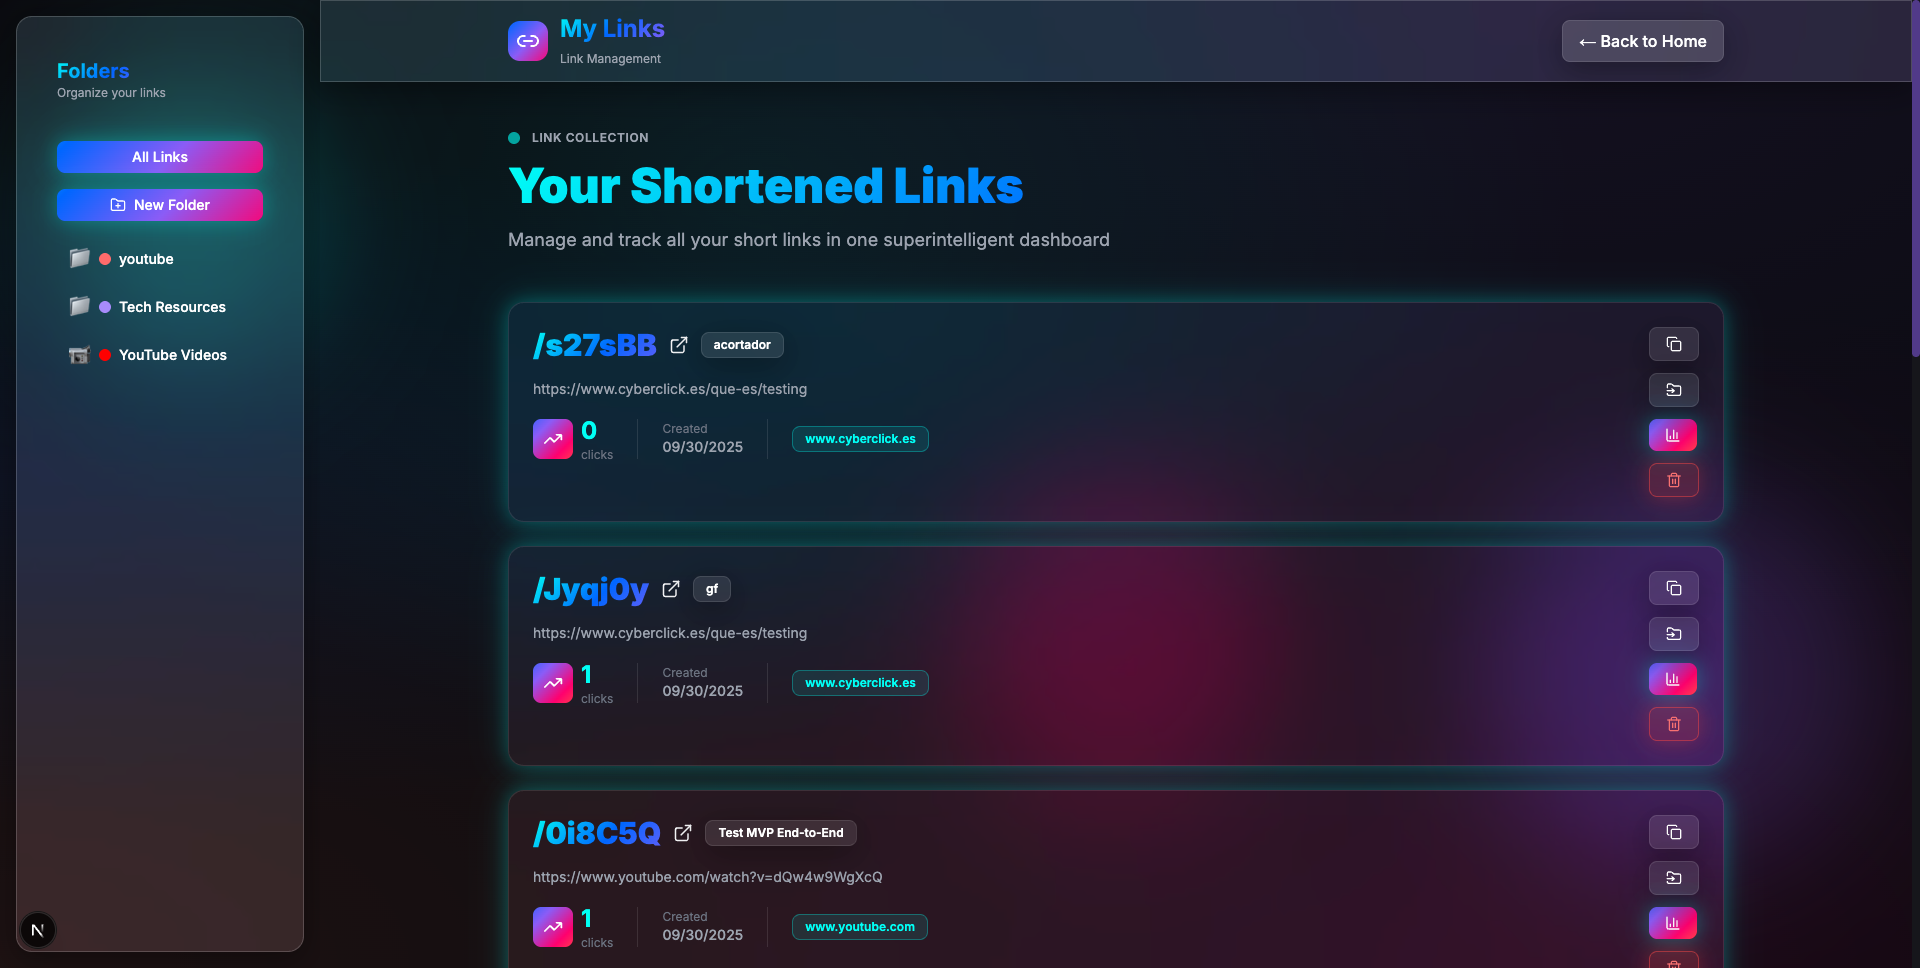 Folders
Organize your links
All Links
New Folder
youtube
Tech Resources
YouTube Videos
N
My Links
Link Management
← Back to Home
LINK COLLECTION
Your Shortened Links
Manage and track all your short links in one superintelligent dashboard
/s27sBB
acortador
https://www.cyberclick.es/que-es/testing
0
clicks
Created
09/30/2025
www.cyberclick.es
/Jyqj0y
gf
https://www.cyberclick.es/que-es/testing
1
clicks
Created
09/30/2025
www.cyberclick.es
/0i8C5Q
Test MVP End-to-End
https://www.youtube.com/watch?v=dQw4w9WgXcQ
1
clicks
Created
09/30/2025
www.youtube.com